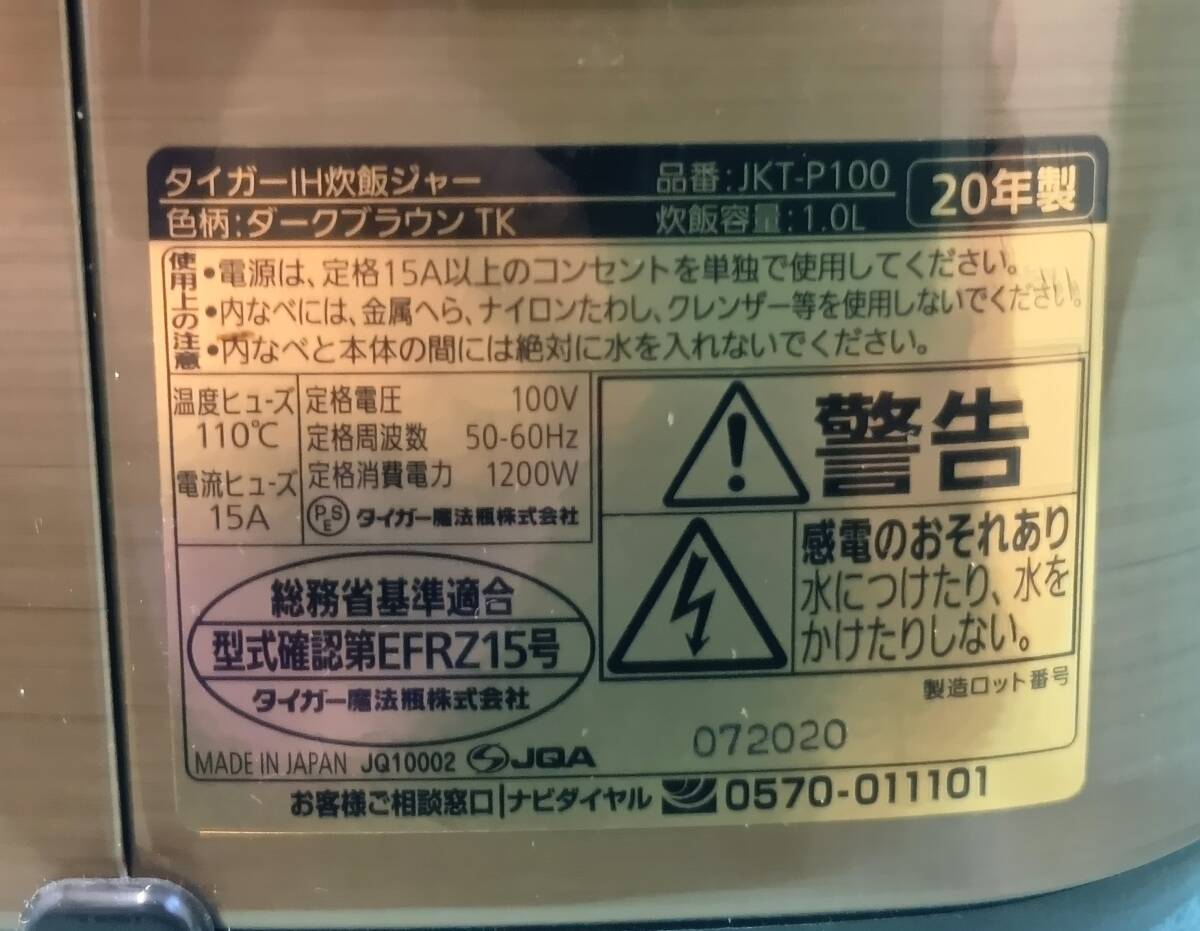 タイガーIH炊飯ジャー 品番:JKT-P100 20年製
色柄:ダークブラウン TK 炊飯容量:1.0L
使用上の注意
•電源は、定格15A以上のコンセントを単独で使用してください。
•内なべには、金属へら、ナイロンたわし、クレンザー等を使用しないでください。
•内なべと本体の間には絶対に水を入れないでください。
温度ヒューズ
110℃
電流ヒューズ
15A
定格電圧 100V
定格周波数 50-60Hz
定格消費電力 1200W
PSE タイガー魔法瓶株式会社
警告
感電のおそれあり
水につけたり、水を
かけたりしない。
総務省基準適合
型式確認第EFRZ15号
タイガー魔法瓶株式会社
製造ロット番号
072020
MADE IN JAPAN JQ10002 JQA
お客様ご相談窓口|ナビダイヤル 0570-011101